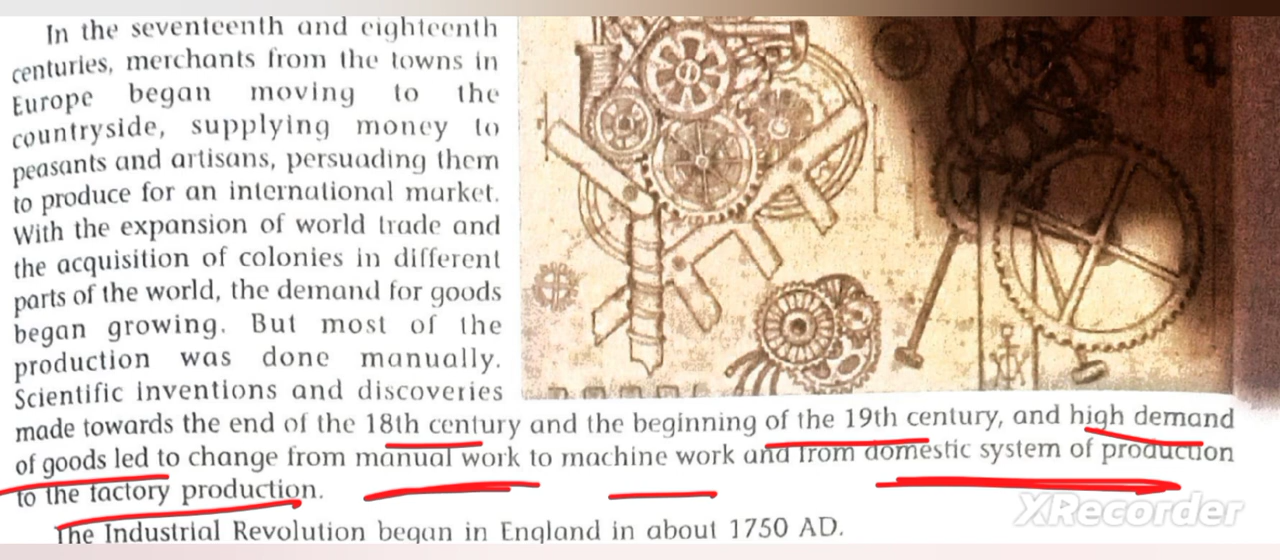 In the seventeenth and eighteenth
centuries, merchants from the towns in
Europe began moving to the
countryside, supplying money to
peasants and artisans, persuading them
to produce for an international market.
With the expansion of world trade and
the acquisition of colonies in different
parts of the world, the demand for goods
began growing. But most of the
production was done manually.
Scientific inventions and discoveries
made towards the end of the 18th century and the beginning of the 19th century, and high demand
of goods led to change from manual work to machine work and from domestic system of production
to the factory production.
The Industrial Revolution began in England in about 1750 AD.
XRecorder